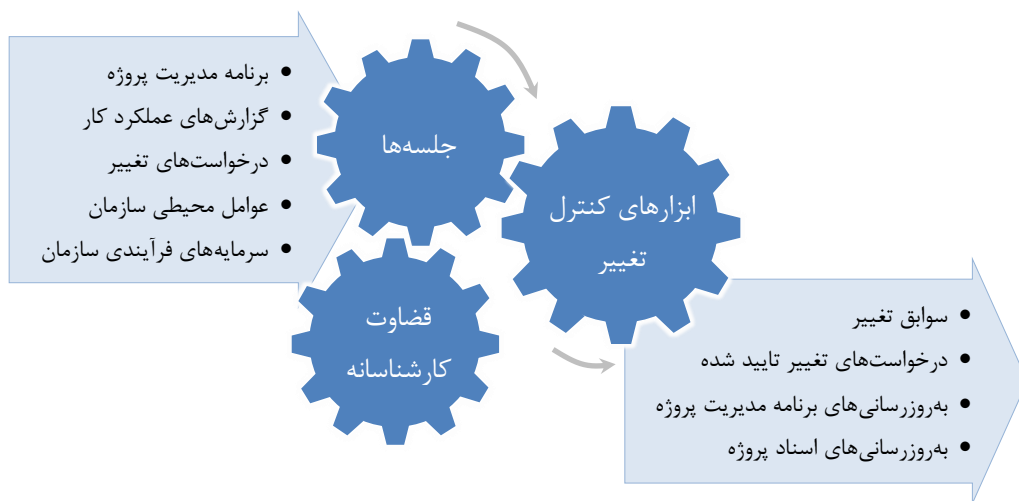 برنامه مدیریت پروژه
گزارش‌های عملکرد کار
درخواست‌های تغییر
عوامل محیطی سازمان
سرمایه‌های فرآیندی سازمان
جلسه‌ها
ابزارهای کنترل
تغییر
قضاوت
کارشناسانه
سوابق تغییر
درخواست‌های تغییر تایید شده
به‌روزرسانی‌های برنامه مدیریت پروژه
به‌روزرسانی‌های اسناد پروژه